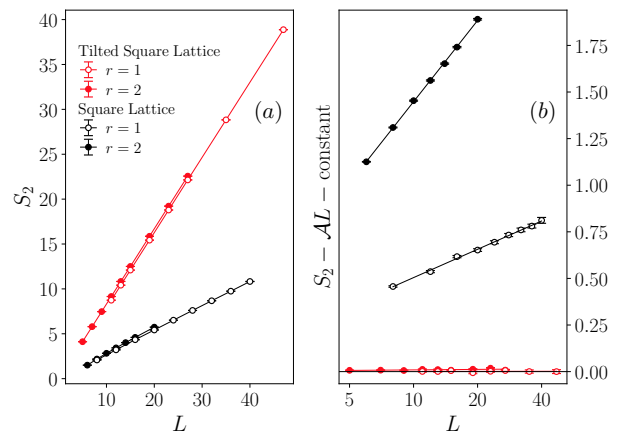 40
35
30
25
20
15
10
5
0
S₂
Tilted Square Lattice
r = 1
r = 2
Square Lattice
r = 1
r = 2
(a)
0 10 20 30 40
L
(b)
S₂ − 𝒜L − constant
1.75
1.50
1.25
1.00
0.75
0.50
0.25
0.00
5 10 20 40
L